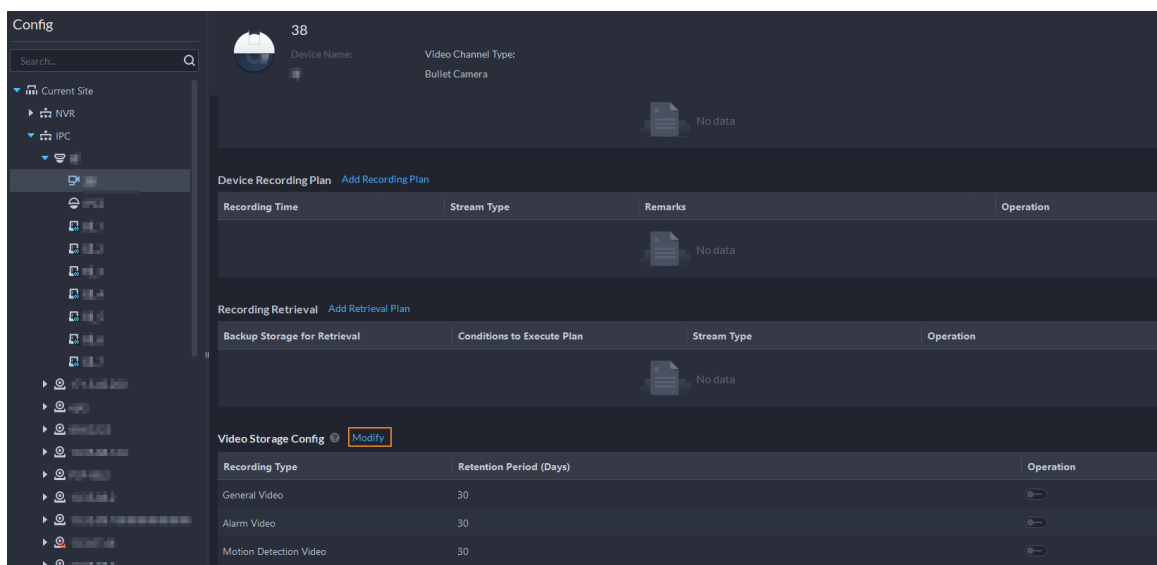 Config
Search...
Current Site
NVR
IPC
38
Device Name:
Video Channel Type:
Bullet Camera
No data
Device Recording Plan Add Recording Plan
Recording Time Stream Type Remarks Operation
No data
Recording Retrieval Add Retrieval Plan
Backup Storage for Retrieval Conditions to Execute Plan Stream Type Operation
No data
Video Storage Config Modify
Recording Type Retention Period (Days) Operation
General Video 30
Alarm Video 30
Motion Detection Video 30